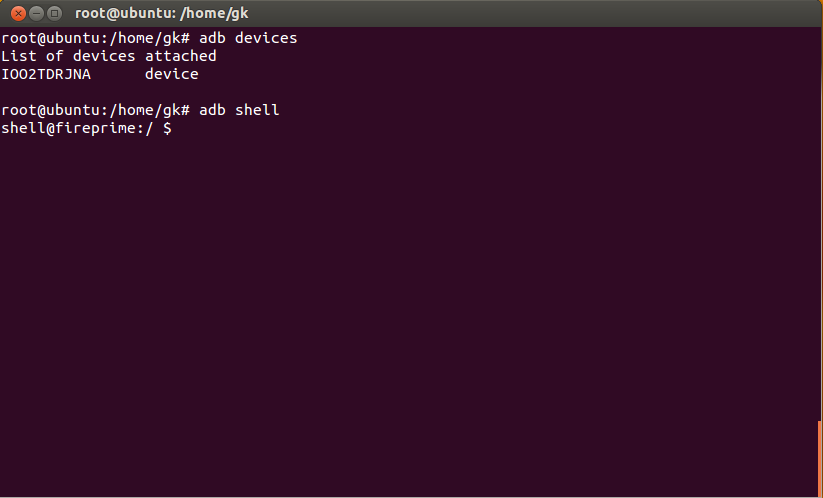 root@ubuntu: /home/gk
root@ubuntu:/home/gk# adb devices
List of devices attached
IOO2TDRJNA      device
root@ubuntu:/home/gk# adb shell
shell@fireprime:/ $